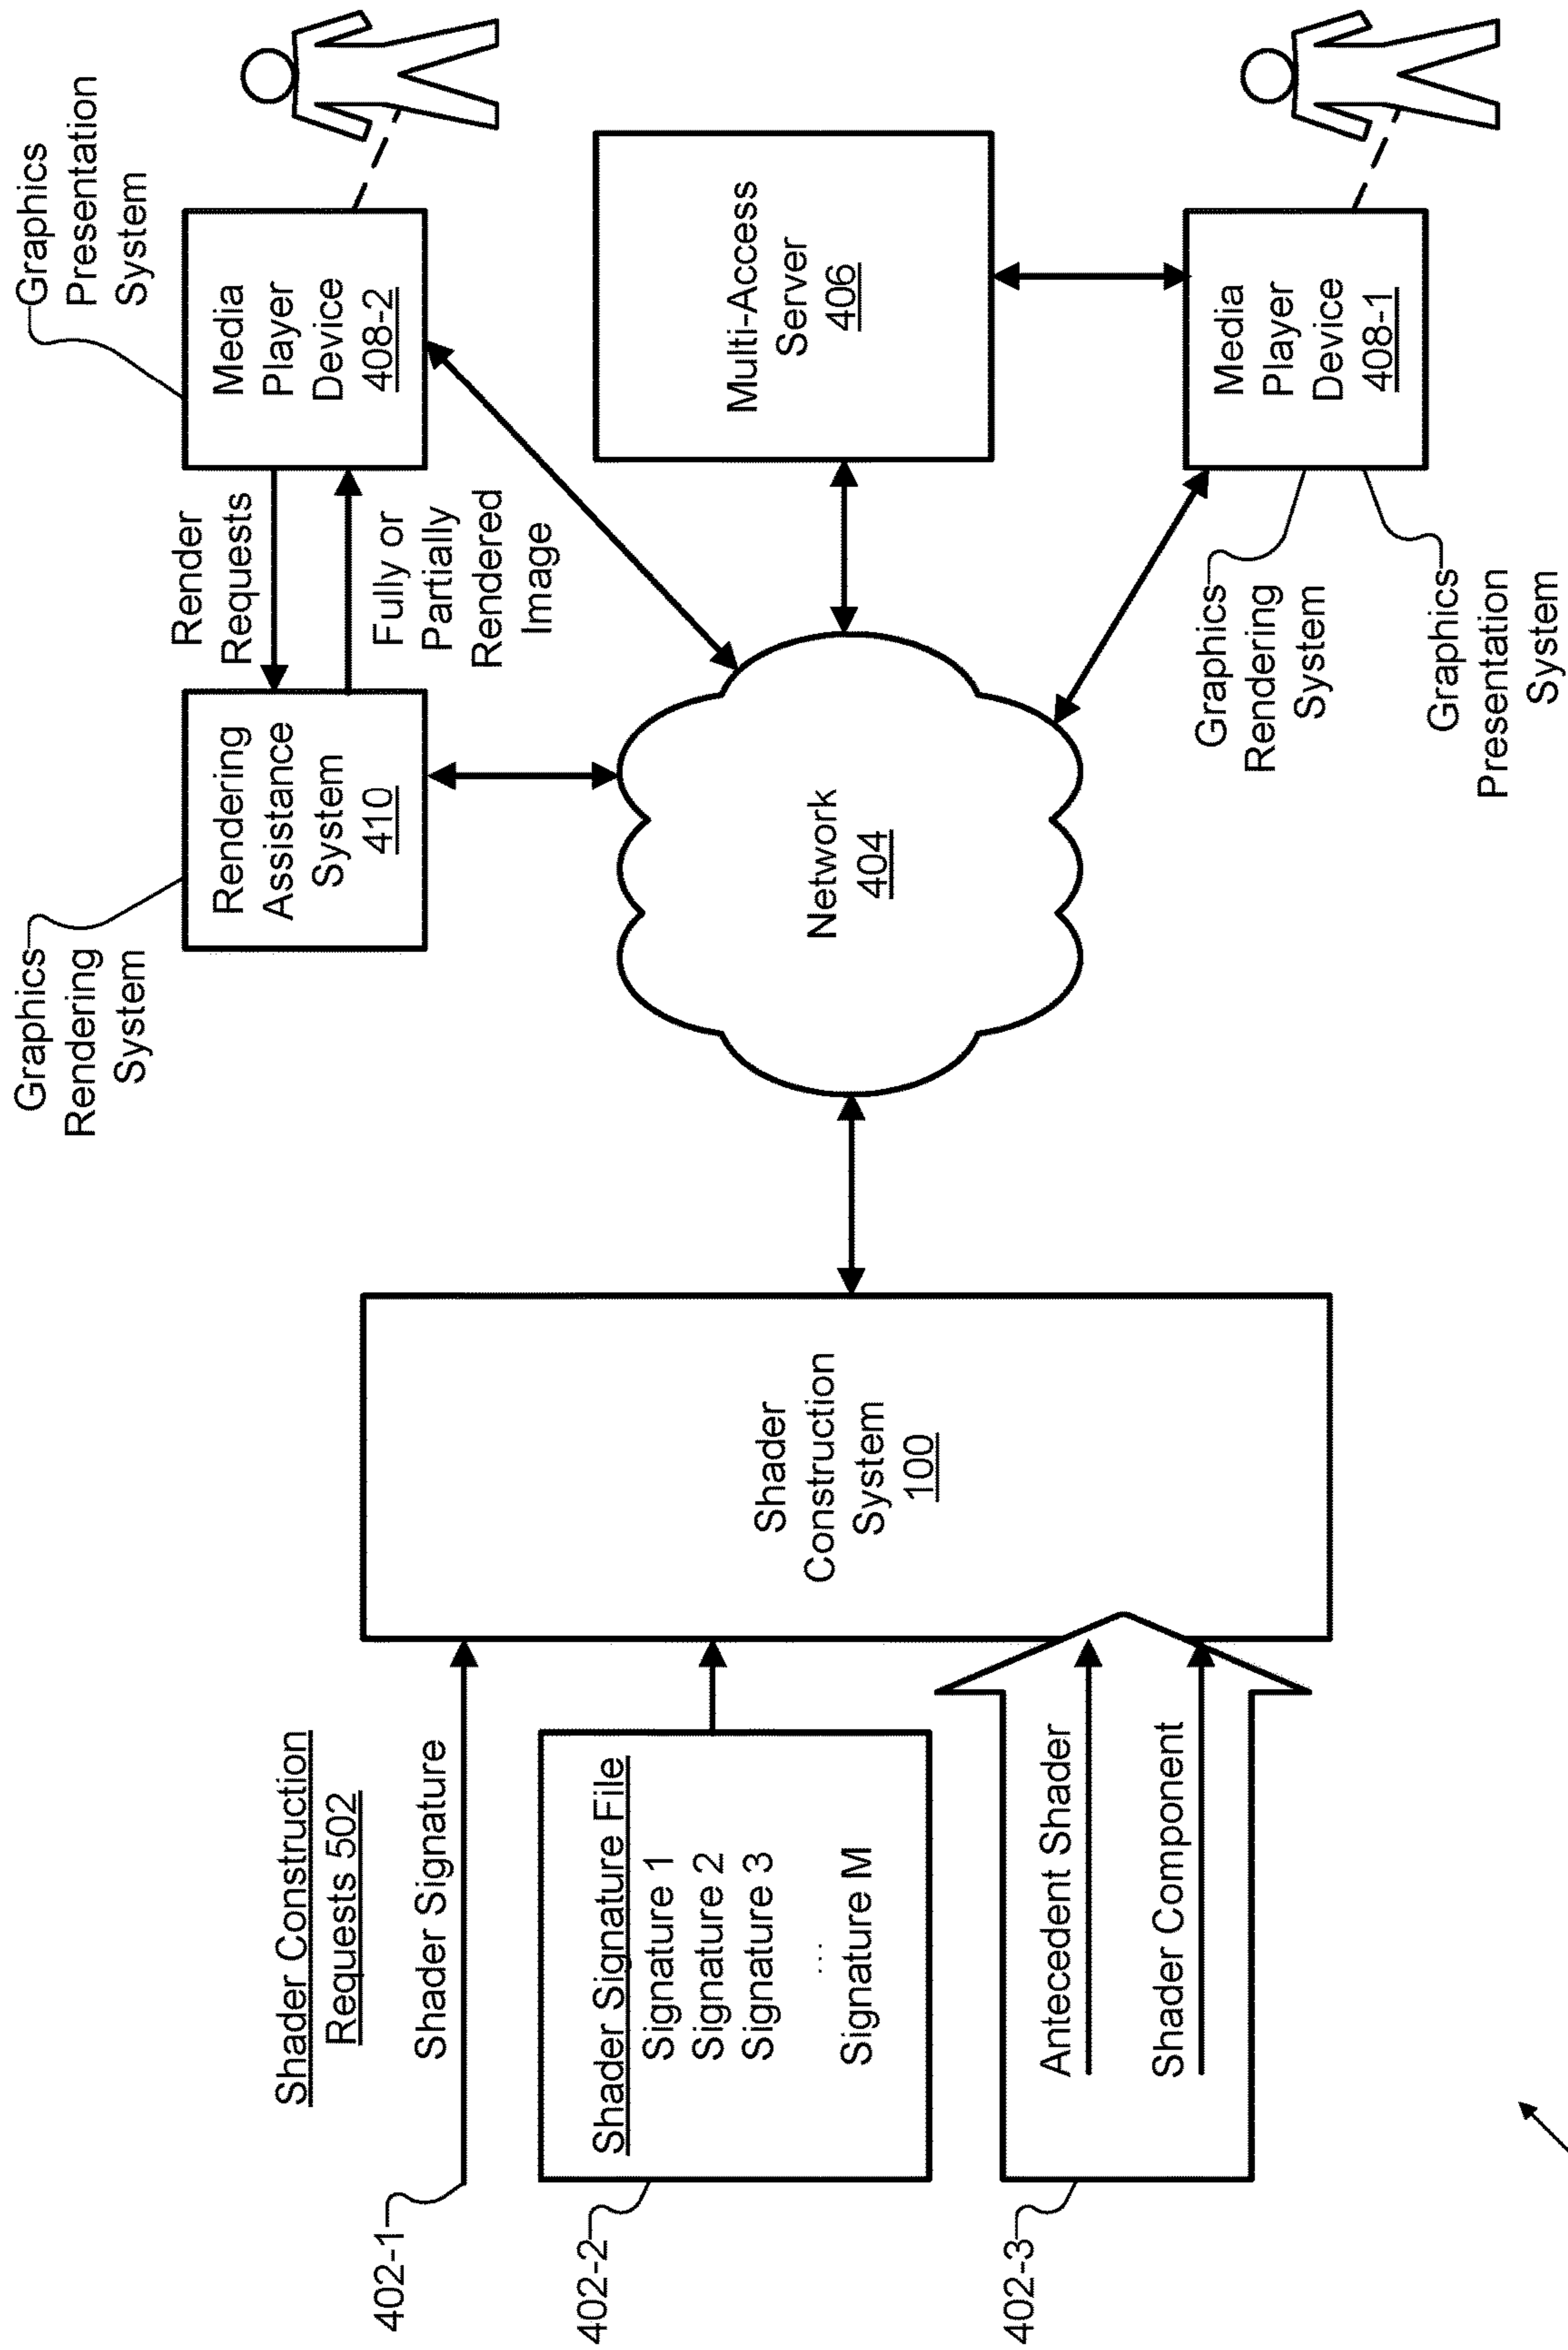 Shader Construction
Requests 502
402-1
Shader Signature
402-2
Shader Signature File
Signature 1
Signature 2
Signature 3
....
Signature M
402-3
Antecedent Shader
Shader Component
Shader
Construction
System
100
Network
404
Graphics
Rendering
System
Rendering
Assistance
System
410
Render
Requests
Fully or
Partially
Rendered
Image
Graphics
Presentation
System
Media
Player
Device
408-2
Multi-Access
Server
406
Media
Player
Device
408-1
Graphics
Rendering
System
Graphics
Presentation
System